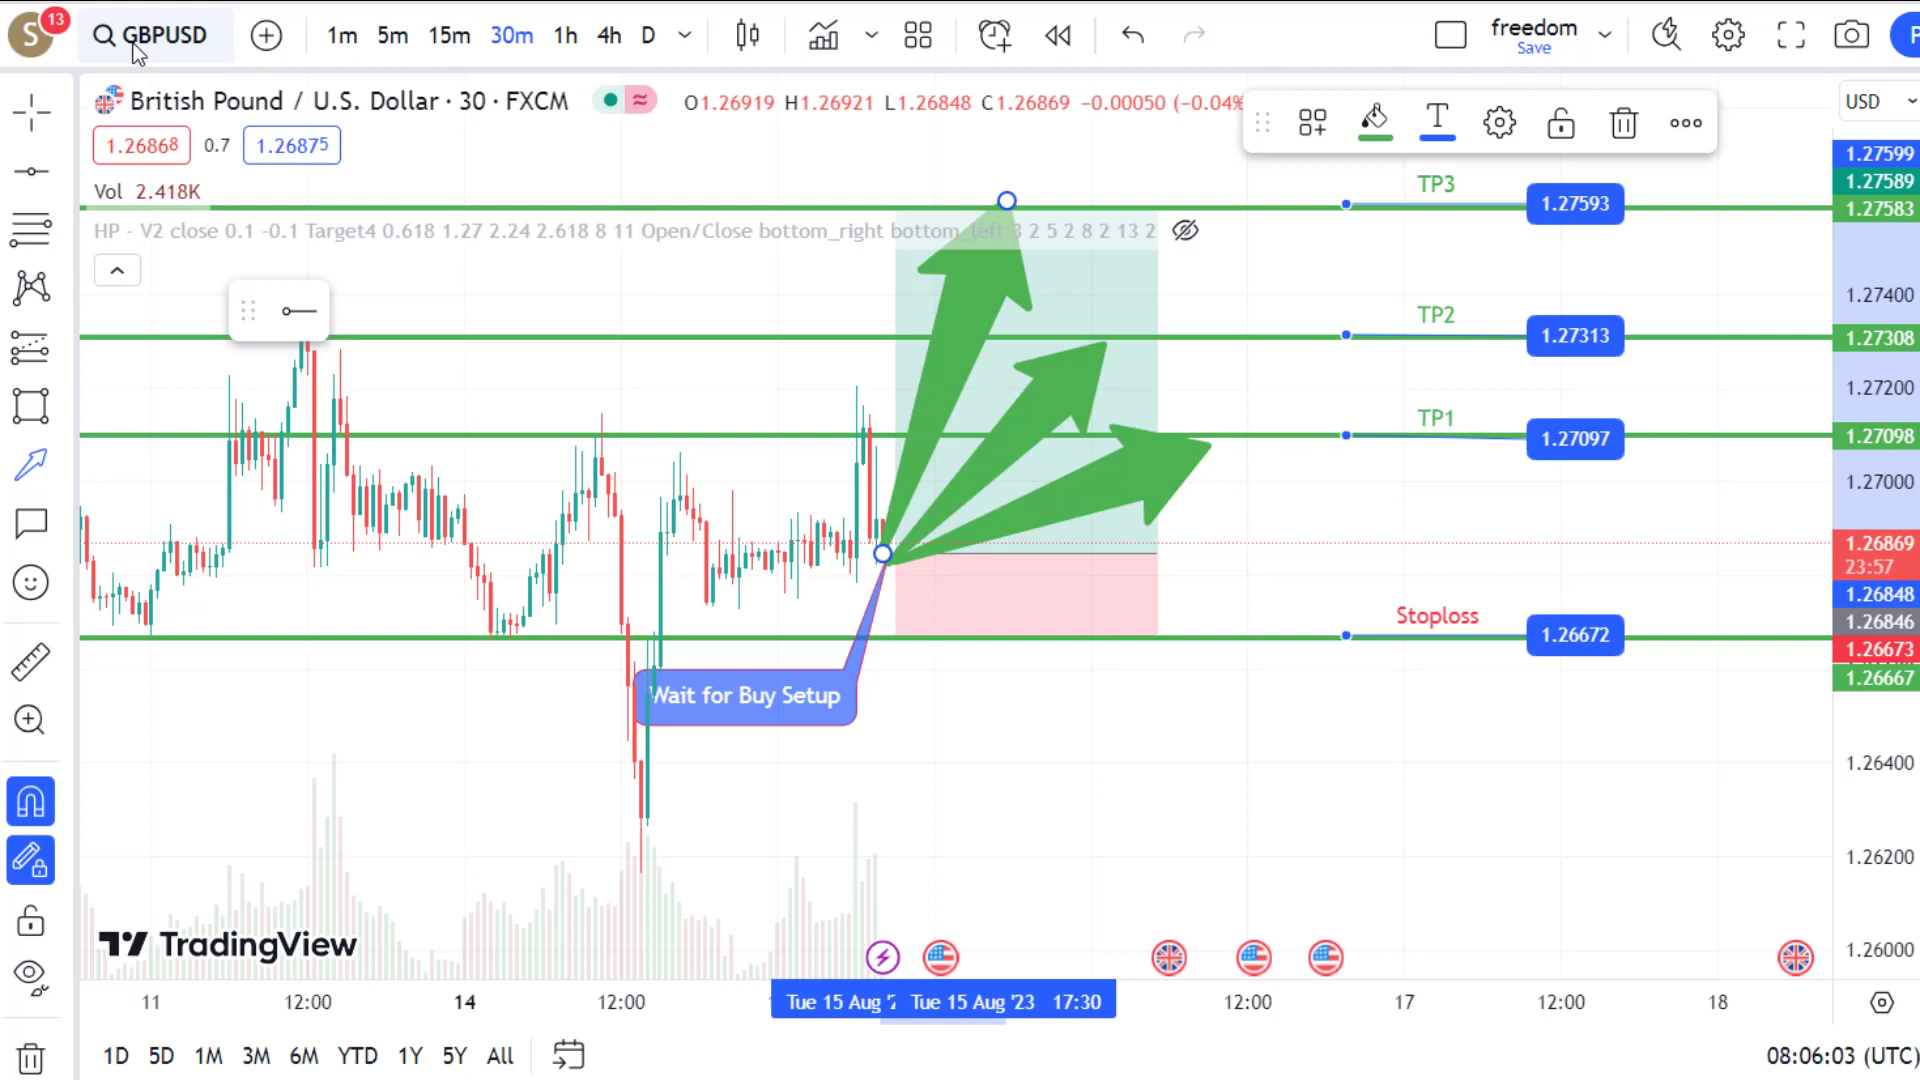 S
13
GBPUSD
1m 5m 15m 30m 1h 4h D
freedom
Save
P
British Pound / U.S. Dollar · 30 · FXCM
O1.26919 H1.26921 L1.26848 C1.26869 −0.00050 (−0.04%
USD
1.26868 0.7 1.26875
Vol 2.418K
HP - V2 close 0.1 -0.1 Target4 0.618 1.27 2.24 2.618 8 11 Open/Close bottom_right bottom_left 3 2 5 2 8 2 13 2
TP3
1.27593
TP2
1.27313
TP1
1.27097
Stoploss
1.26672
Wait for Buy Setup
1.27599
1.27589
1.27583
1.27400
1.27308
1.27200
1.27098
1.27000
1.26869
23:57
1.26848
1.26846
1.26673
1.26667
1.26400
1.26200
1.26000
TradingView
11 12:00 14 12:00 Tue 15 Aug '2 Tue 15 Aug '23 17:30 12:00 17 12:00 18
1D 5D 1M 3M 6M YTD 1Y 5Y All
08:06:03 (UTC)